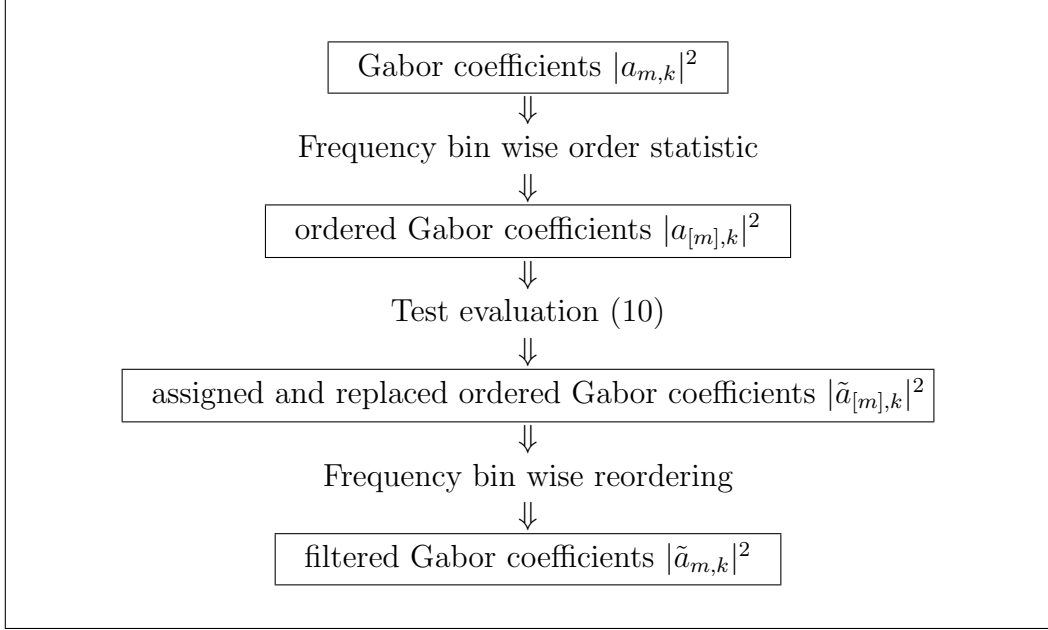 Gabor coefficients |a_{m,k}|^2
⇓
Frequency bin wise order statistic
⇓
ordered Gabor coefficients |a_{[m],k}|^2
⇓
Test evaluation (10)
⇓
assigned and replaced ordered Gabor coefficients |ã_{[m],k}|^2
⇓
Frequency bin wise reordering
⇓
filtered Gabor coefficients |ã_{m,k}|^2